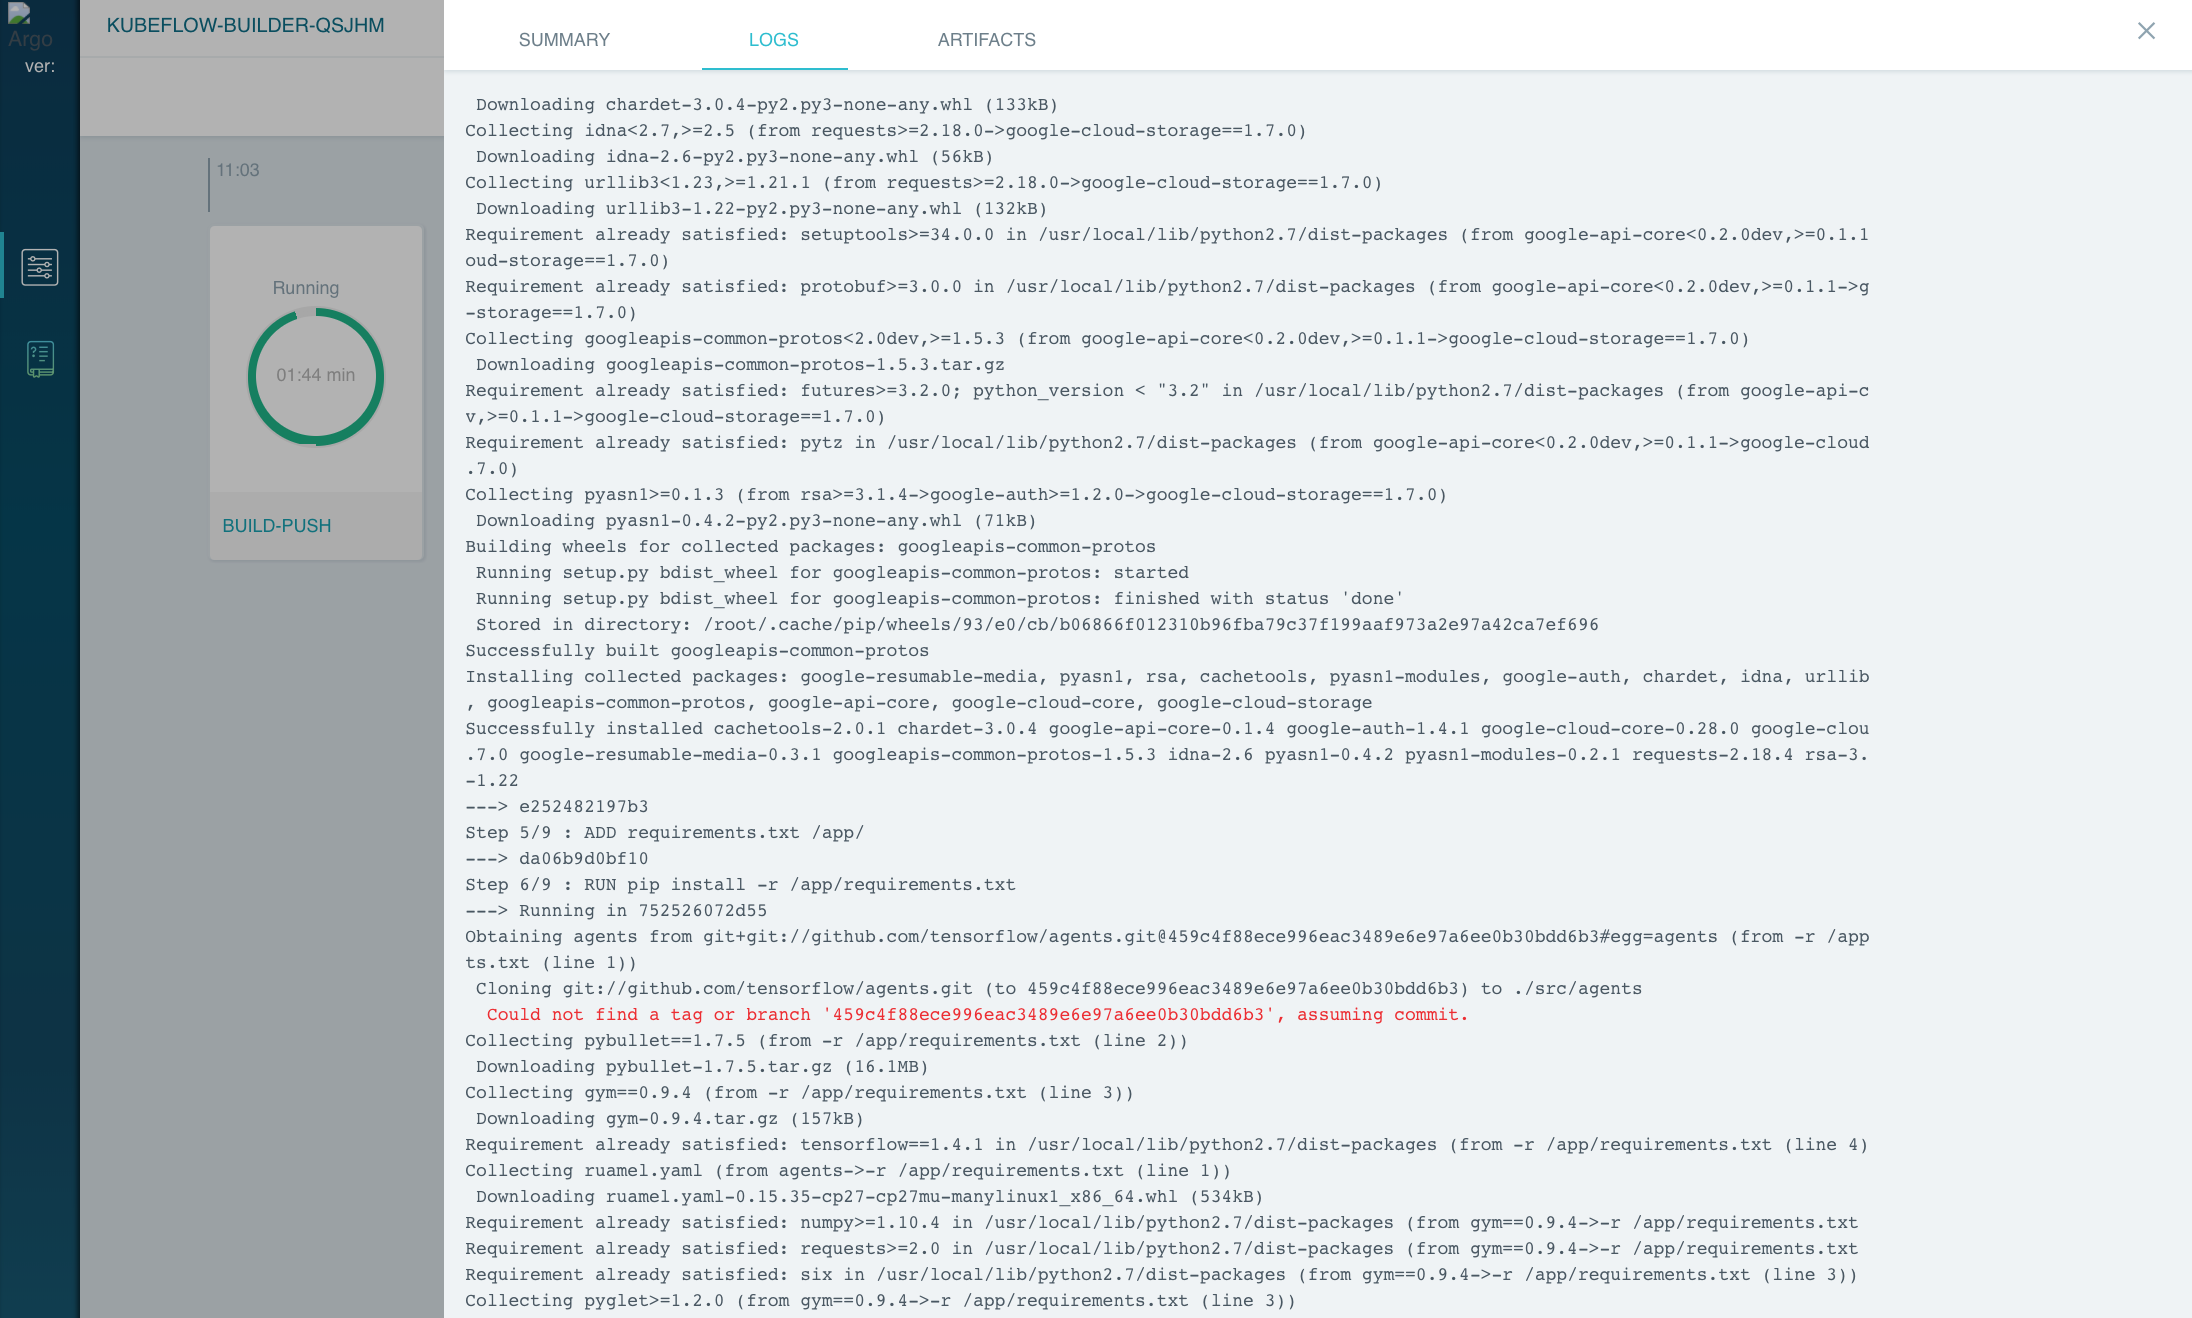 Argo
ver:
KUBEFLOW-BUILDER-QSJHM
11:03
Running
01:44 min
BUILD-PUSH
SUMMARY
LOGS
ARTIFACTS
Downloading chardet-3.0.4-py2.py3-none-any.whl (133kB)
Collecting idna<2.7,>=2.5 (from requests>=2.18.0->google-cloud-storage==1.7.0)
Downloading idna-2.6-py2.py3-none-any.whl (56kB)
Collecting urllib3<1.23,>=1.21.1 (from requests>=2.18.0->google-cloud-storage==1.7.0)
Downloading urllib3-1.22-py2.py3-none-any.whl (132kB)
Requirement already satisfied: setuptools>=34.0.0 in /usr/local/lib/python2.7/dist-packages (from google-api-core<0.2.0dev,>=0.1.1
oud-storage==1.7.0)
Requirement already satisfied: protobuf>=3.0.0 in /usr/local/lib/python2.7/dist-packages (from google-api-core<0.2.0dev,>=0.1.1->g
-storage==1.7.0)
Collecting googleapis-common-protos<2.0dev,>=1.5.3 (from google-api-core<0.2.0dev,>=0.1.1->google-cloud-storage==1.7.0)
Downloading googleapis-common-protos-1.5.3.tar.gz
Requirement already satisfied: futures>=3.2.0; python_version < "3.2" in /usr/local/lib/python2.7/dist-packages (from google-api-c
v,>=0.1.1->google-cloud-storage==1.7.0)
Requirement already satisfied: pytz in /usr/local/lib/python2.7/dist-packages (from google-api-core<0.2.0dev,>=0.1.1->google-cloud
.7.0)
Collecting pyasn1>=0.1.3 (from rsa>=3.1.4->google-auth>=1.2.0->google-cloud-storage==1.7.0)
Downloading pyasn1-0.4.2-py2.py3-none-any.whl (71kB)
Building wheels for collected packages: googleapis-common-protos
Running setup.py bdist_wheel for googleapis-common-protos: started
Running setup.py bdist_wheel for googleapis-common-protos: finished with status 'done'
Stored in directory: /root/.cache/pip/wheels/93/e0/cb/b06866f012310b96fba79c37f199aaf973a2e97a42ca7ef696
Successfully built googleapis-common-protos
Installing collected packages: google-resumable-media, pyasn1, rsa, cachetools, pyasn1-modules, google-auth, chardet, idna, urllib
, googleapis-common-protos, google-api-core, google-cloud-core, google-cloud-storage
Successfully installed cachetools-2.0.1 chardet-3.0.4 google-api-core-0.1.4 google-auth-1.4.1 google-cloud-core-0.28.0 google-clou
.7.0 google-resumable-media-0.3.1 googleapis-common-protos-1.5.3 idna-2.6 pyasn1-0.4.2 pyasn1-modules-0.2.1 requests-2.18.4 rsa-3.
-1.22
---> e252482197b3
Step 5/9 : ADD requirements.txt /app/
---> da06b9d0bf10
Step 6/9 : RUN pip install -r /app/requirements.txt
---> Running in 752526072d55
Obtaining agents from git+git://github.com/tensorflow/agents.git@459c4f88ece996eac3489e6e97a6ee0b30bdd6b3#egg=agents (from -r /app
ts.txt (line 1))
Cloning git://github.com/tensorflow/agents.git (to 459c4f88ece996eac3489e6e97a6ee0b30bdd6b3) to ./src/agents
Could not find a tag or branch '459c4f88ece996eac3489e6e97a6ee0b30bdd6b3', assuming commit.
Collecting pybullet==1.7.5 (from -r /app/requirements.txt (line 2))
Downloading pybullet-1.7.5.tar.gz (16.1MB)
Collecting gym==0.9.4 (from -r /app/requirements.txt (line 3))
Downloading gym-0.9.4.tar.gz (157kB)
Requirement already satisfied: tensorflow==1.4.1 in /usr/local/lib/python2.7/dist-packages (from -r /app/requirements.txt (line 4)
Collecting ruamel.yaml (from agents->-r /app/requirements.txt (line 1))
Downloading ruamel.yaml-0.15.35-cp27-cp27mu-manylinux1_x86_64.whl (534kB)
Requirement already satisfied: numpy>=1.10.4 in /usr/local/lib/python2.7/dist-packages (from gym==0.9.4->-r /app/requirements.txt
Requirement already satisfied: requests>=2.0 in /usr/local/lib/python2.7/dist-packages (from gym==0.9.4->-r /app/requirements.txt
Requirement already satisfied: six in /usr/local/lib/python2.7/dist-packages (from gym==0.9.4->-r /app/requirements.txt (line 3))
Collecting pyglet>=1.2.0 (from gym==0.9.4->-r /app/requirements.txt (line 3))